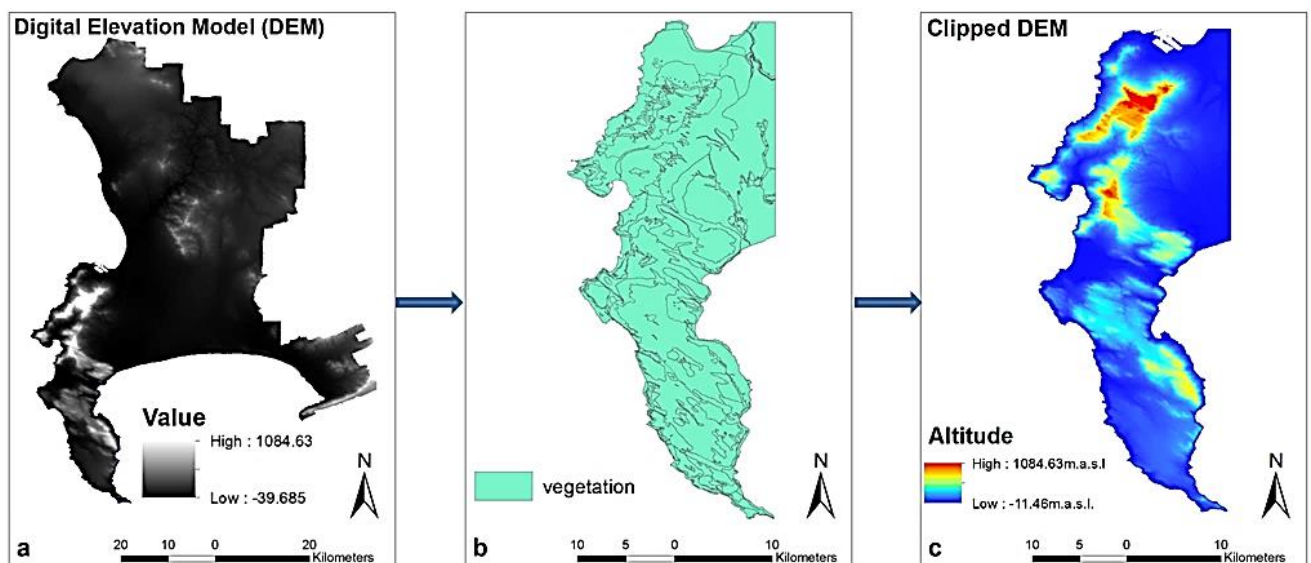 Digital Elevation Model (DEM)
Value
High : 1084.63
Low : -39.685
N
a
20 10 0 20
Kilometers
vegetation
N
b
10 5 0 10
Kilometers
Clipped DEM
Altitude
High : 1084.63m.a.s.l
Low : -11.46m.a.s.l.
N
c
10 5 0 10
Kilometers